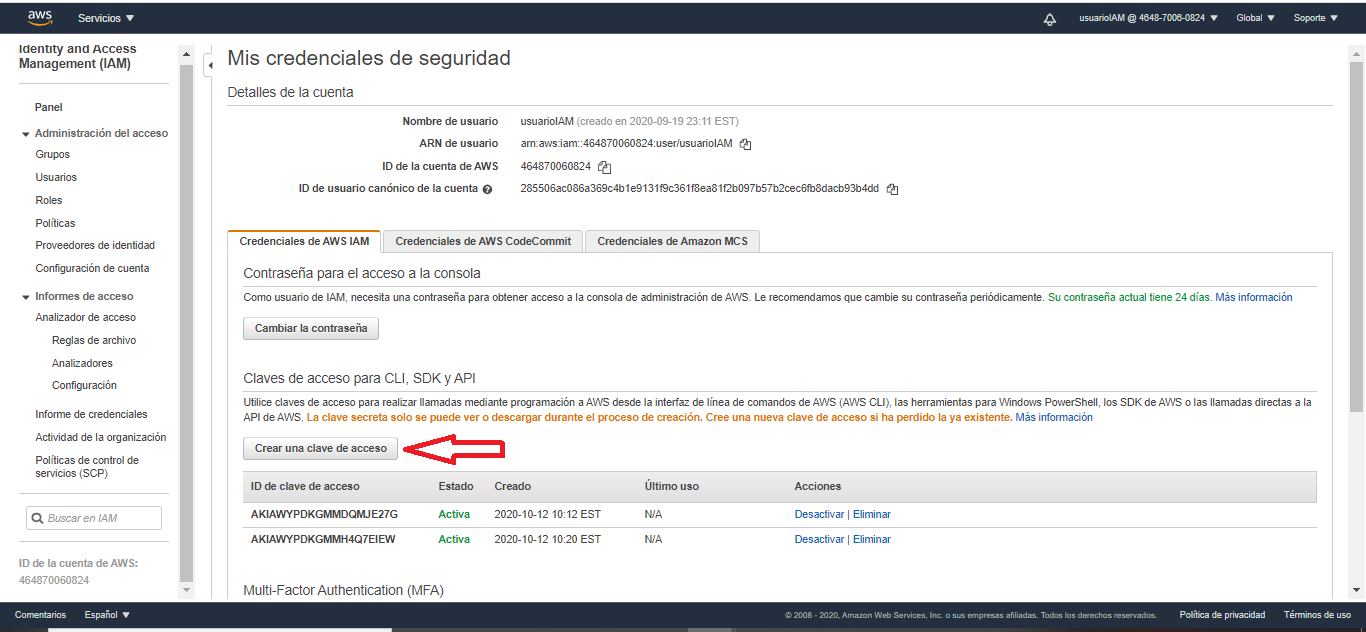 aws Servicios usuarioIAM @ 4648-7006-0824 Global Soporte
Identity and Access
Management (IAM)
Panel
Administración del acceso
Grupos
Usuarios
Roles
Políticas
Proveedores de identidad
Configuración de cuenta
Informes de acceso
Analizador de acceso
Reglas de archivo
Analizadores
Configuración
Informe de credenciales
Actividad de la organización
Políticas de control de
servicios (SCP)
Buscar en IAM
ID de la cuenta de AWS:
464870060824
Mis credenciales de seguridad
Detalles de la cuenta
Nombre de usuario usuarioIAM (creado en 2020-09-19 23:11 EST)
ARN de usuario arn:aws:iam::464870060824:user/usuarioIAM
ID de la cuenta de AWS 464870060824
ID de usuario canónico de la cuenta 285506ac086a369c4b1e9131f9c361f8ea81f2b097b57b2cec6fb8dacb93b4dd
Credenciales de AWS IAM Credenciales de AWS CodeCommit Credenciales de Amazon MCS
Contraseña para el acceso a la consola
Como usuario de IAM, necesita una contraseña para obtener acceso a la consola de administración de AWS. Le recomendamos que cambie su contraseña periódicamente. Su contraseña actual tiene 24 días. Más información
Cambiar la contraseña
Claves de acceso para CLI, SDK y API
Utilice claves de acceso para realizar llamadas mediante programación a AWS desde la interfaz de línea de comandos de AWS (AWS CLI), las herramientas para Windows PowerShell, los SDK de AWS o las llamadas directas a la
API de AWS. La clave secreta solo se puede ver o descargar durante el proceso de creación. Cree una nueva clave de acceso si ha perdido la ya existente. Más información
Crear una clave de acceso
ID de clave de acceso Estado Creado Último uso Acciones
AKIAWYPDKGMMDQMJE27G Activa 2020-10-12 10:12 EST N/A Desactivar | Eliminar
AKIAWYPDKGMMH4Q7EIEW Activa 2020-10-12 10:20 EST N/A Desactivar | Eliminar
Multi-Factor Authentication (MFA)
Comentarios Español © 2008 - 2020, Amazon Web Services, Inc. o sus empresas afiliadas. Todos los derechos reservados. Política de privacidad Términos de uso